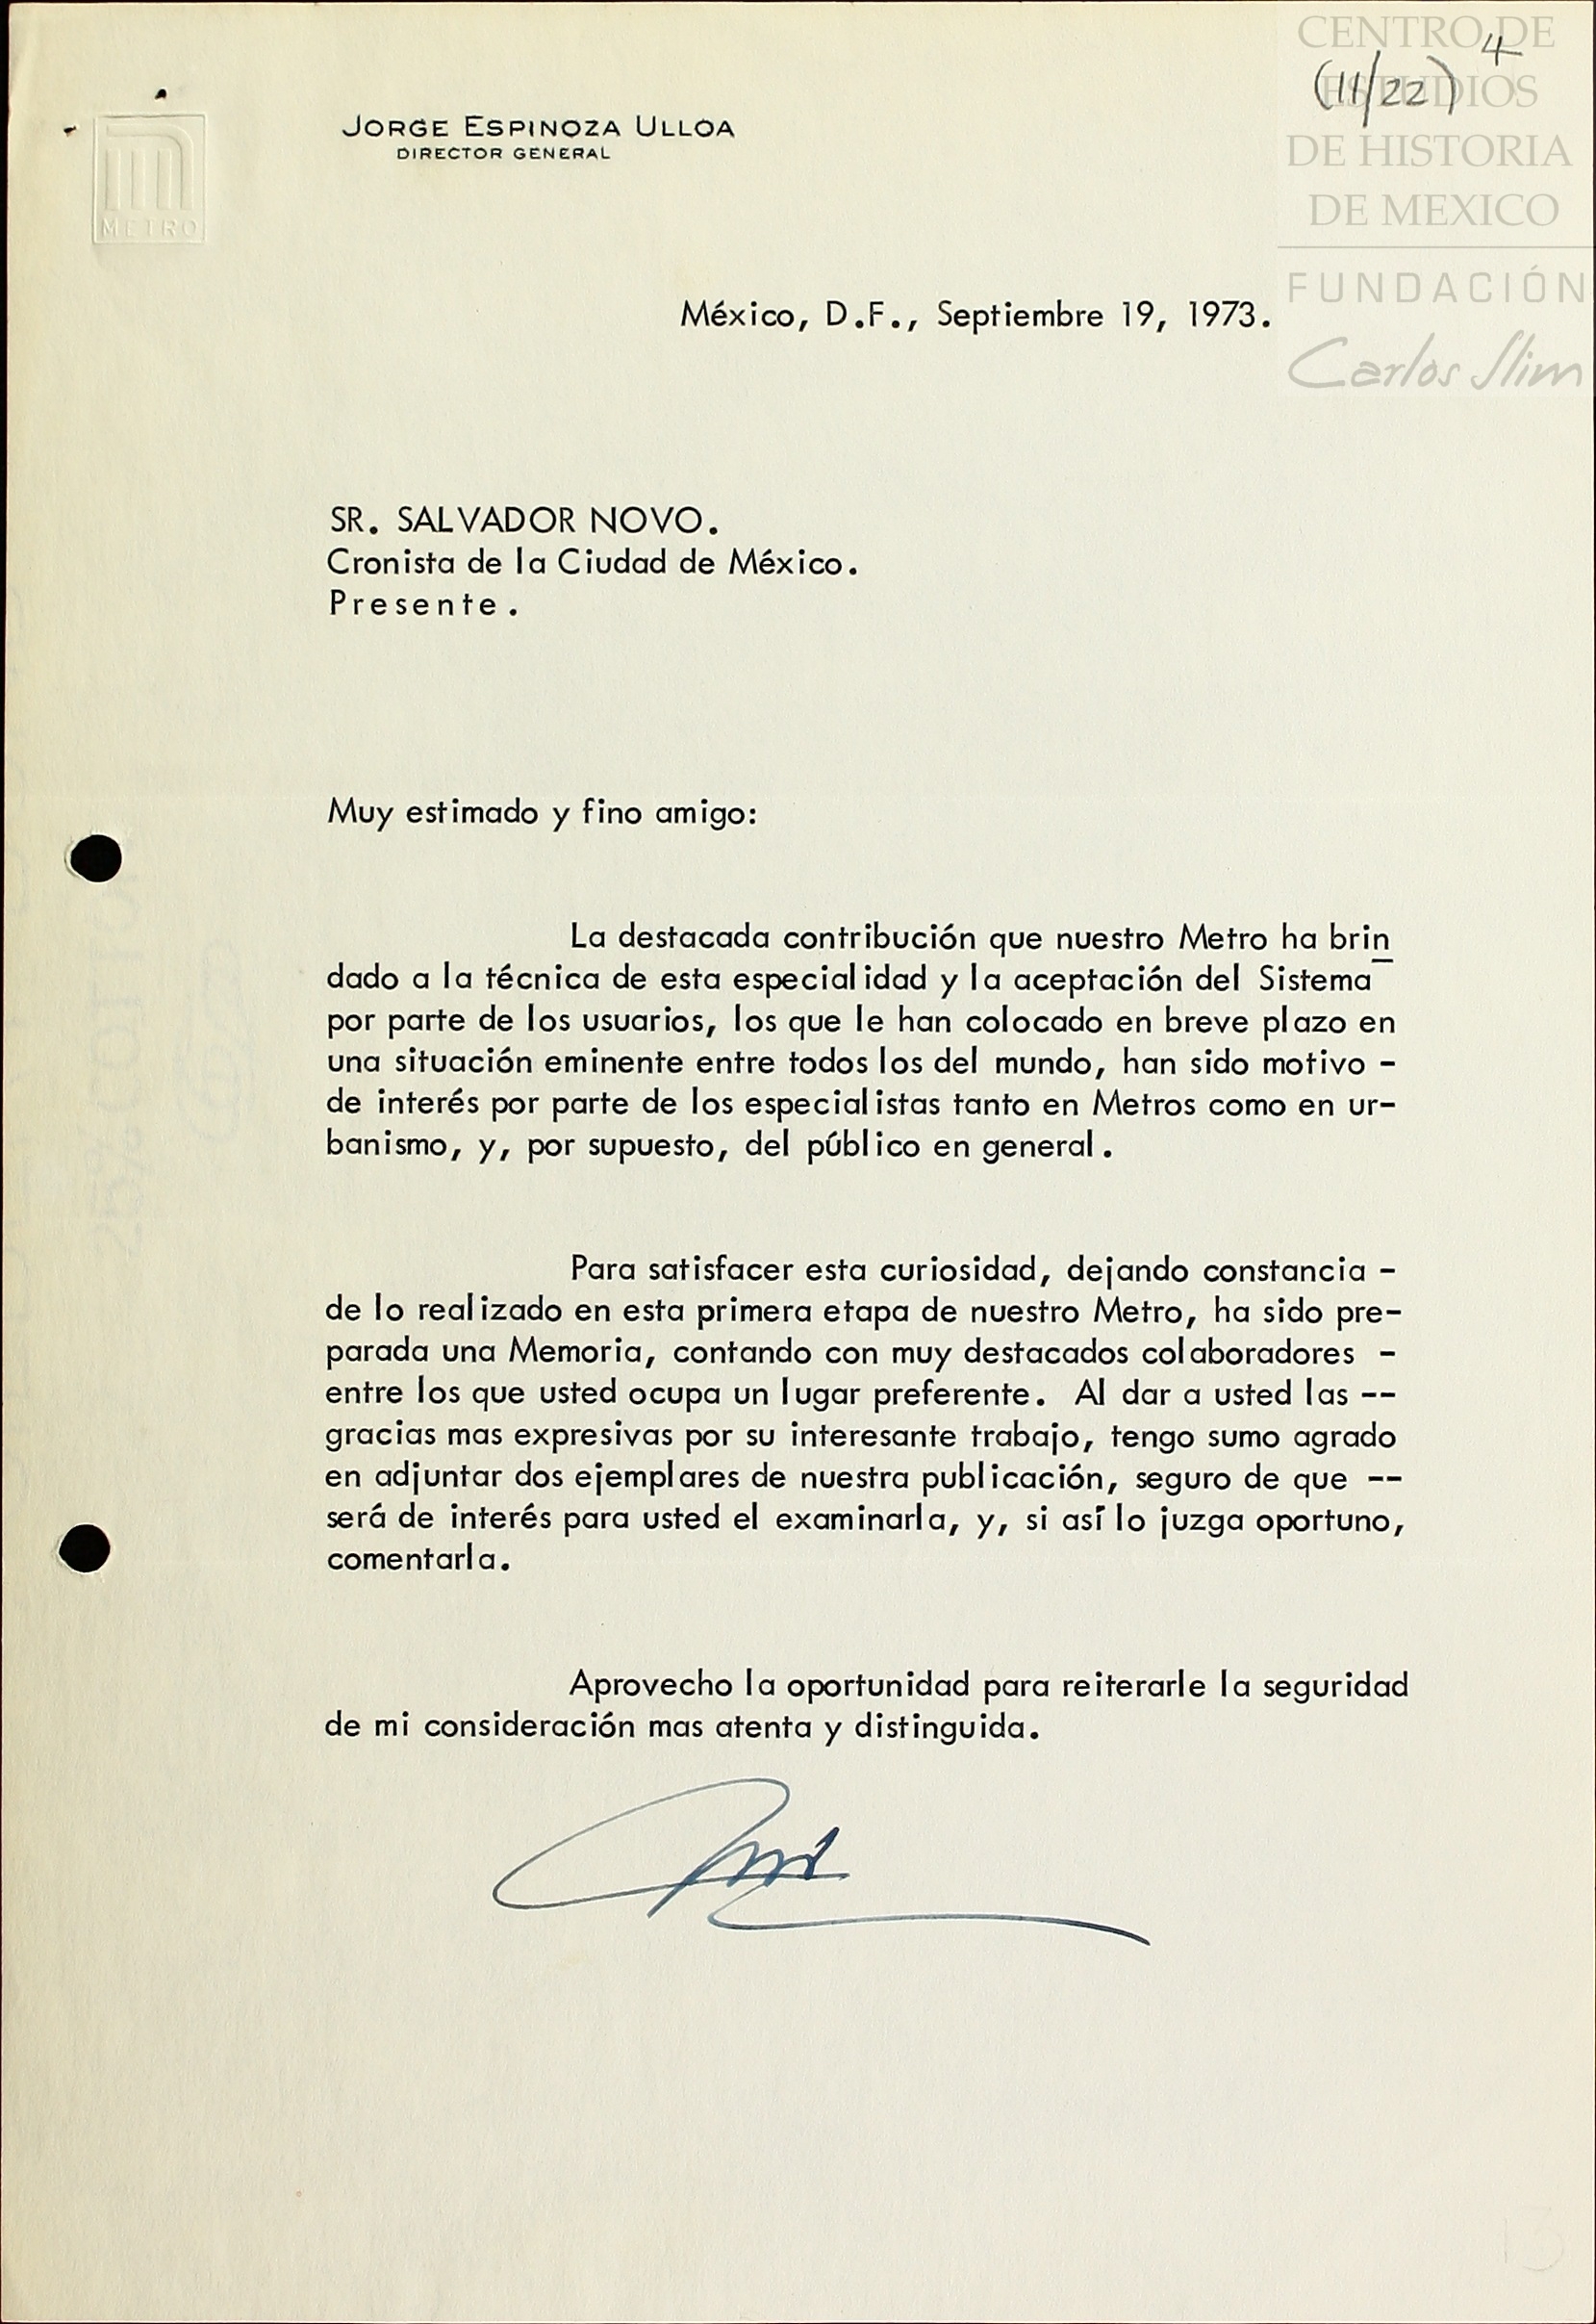 CENTRO DE
4
(11/22)
ESTUDIOS
DE HISTORIA
DE MEXICO
FUNDACIÓN
Carlos Slim
METRO
JORGE ESPINOZA ULLOA
DIRECTOR GENERAL
México, D.F., Septiembre 19, 1973.
SR. SALVADOR NOVO.
Cronista de la Ciudad de México.
Presente.
Muy estimado y fino amigo:
La destacada contribución que nuestro Metro ha brin
dado a la técnica de esta especialidad y la aceptación del Sistema
por parte de los usuarios, los que le han colocado en breve plazo en
una situación eminente entre todos los del mundo, han sido motivo -
de interés por parte de los especialistas tanto en Metros como en ur-
banismo, y, por supuesto, del público en general.
Para satisfacer esta curiosidad, dejando constancia -
de lo realizado en esta primera etapa de nuestro Metro, ha sido pre-
parada una Memoria, contando con muy destacados colaboradores -
entre los que usted ocupa un lugar preferente. Al dar a usted las --
gracias mas expresivas por su interesante trabajo, tengo sumo agrado
en adjuntar dos ejemplares de nuestra publicación, seguro de que --
será de interés para usted el examinarla, y, si así lo juzga oportuno,
comentarla.
Aprovecho la oportunidad para reiterarle la seguridad
de mi consideración mas atenta y distinguida.
13